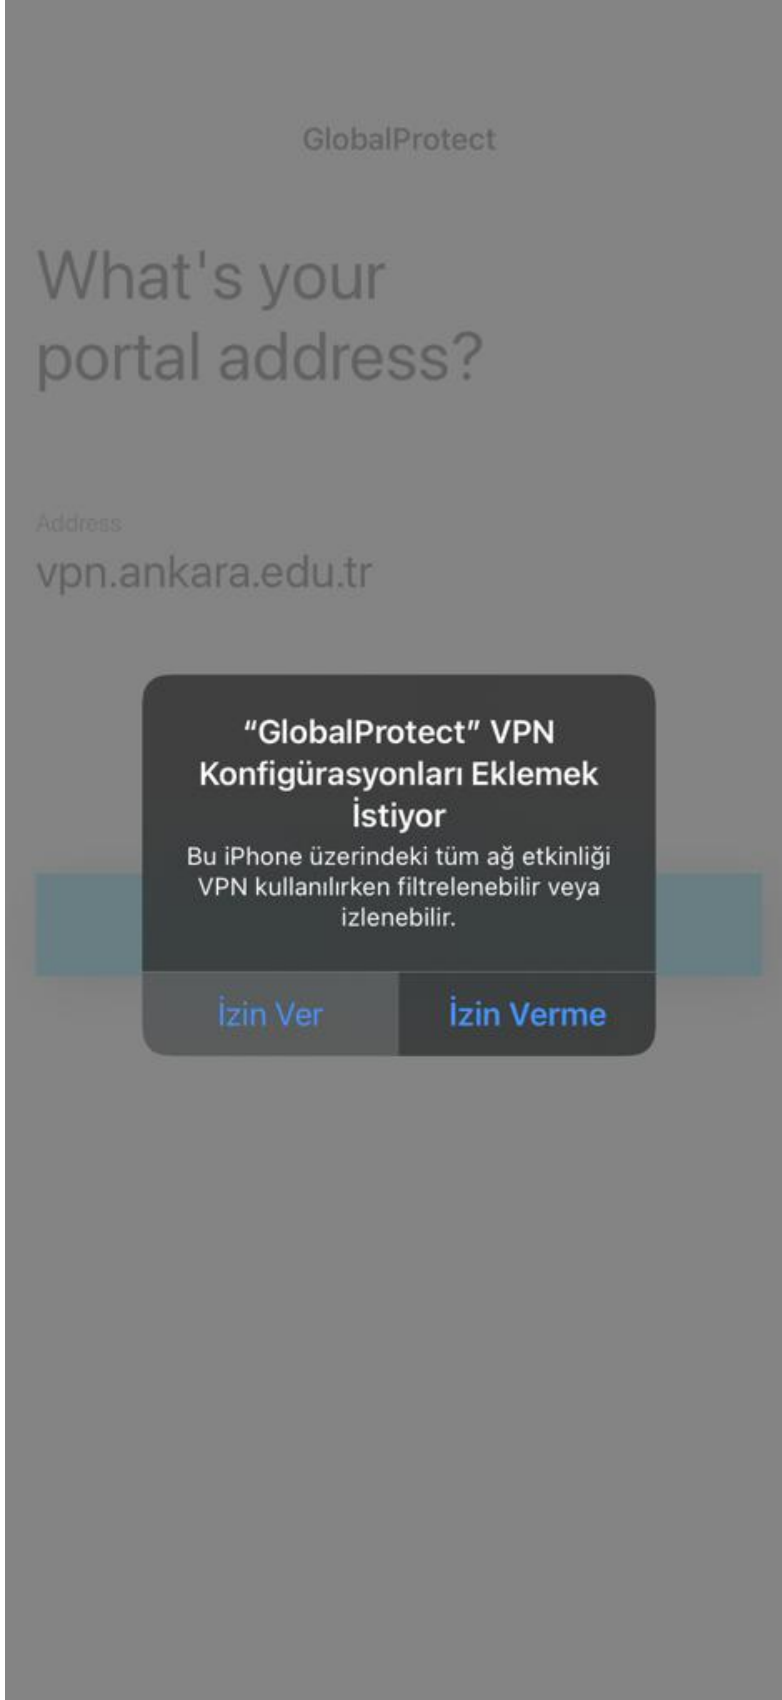 GlobalProtect
What's your
portal address?
Address
vpn.ankara.edu.tr
“GlobalProtect” VPN
Konfigürasyonları Eklemek
İstiyor
Bu iPhone üzerindeki tüm ağ etkinliği
VPN kullanılırken filtrelenebilir veya
izlenebilir.
İzin Ver
İzin Verme